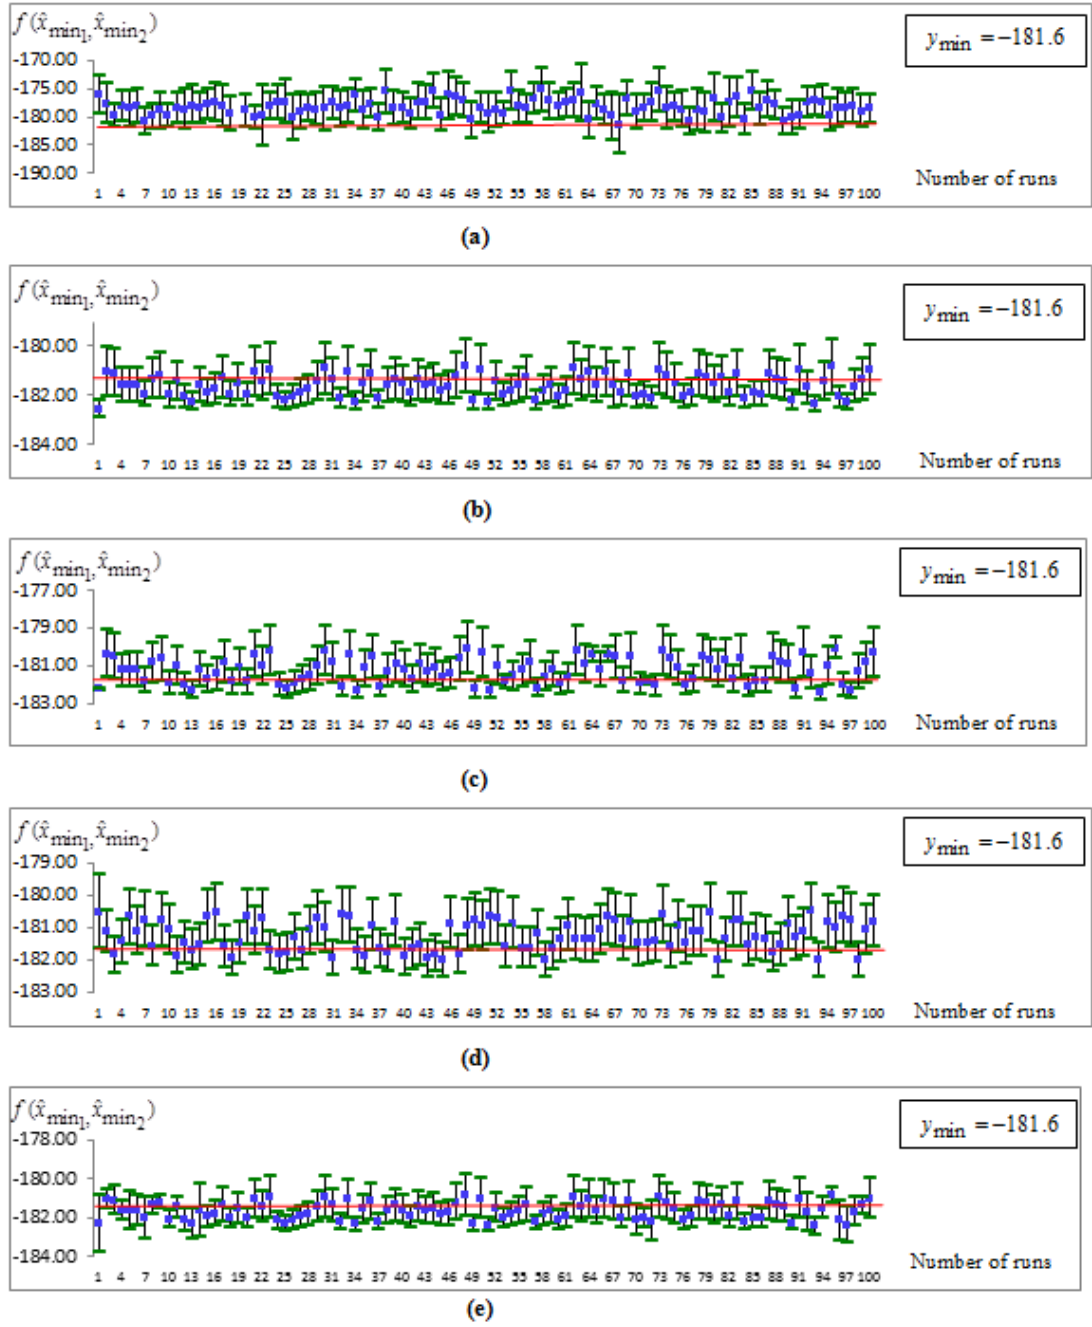 f(x̂min1,x̂min2)
ymin = −181.6
-170.00
-175.00
-180.00
-185.00
-190.00
1 4 7 10 13 16 19 22 25 28 31 34 37 40 43 46 49 52 55 58 61 64 67 70 73 76 79 82 85 88 91 94 97 100
Number of runs
(a)
f(x̂min1,x̂min2)
ymin = −181.6
-180.00
-182.00
-184.00
1 4 7 10 13 16 19 22 25 28 31 34 37 40 43 46 49 52 55 58 61 64 67 70 73 76 79 82 85 88 91 94 97 100
Number of runs
(b)
f(x̂min1,x̂min2)
ymin = −181.6
-177.00
-179.00
-181.00
-183.00
1 4 7 10 13 16 19 22 25 28 31 34 37 40 43 46 49 52 55 58 61 64 67 70 73 76 79 82 85 88 91 94 97 100
Number of runs
(c)
f(x̂min1,x̂min2)
ymin = −181.6
-179.00
-180.00
-181.00
-182.00
-183.00
1 4 7 10 13 16 19 22 25 28 31 34 37 40 43 46 49 52 55 58 61 64 67 70 73 76 79 82 85 88 91 94 97 100
Number of runs
(d)
f(x̂min1,x̂min2)
ymin = −181.6
-178.00
-180.00
-182.00
-184.00
Number of runs
1 4 7 10 13 16 19 22 25 28 31 34 37 40 43 46 49 52 55 58 61 64 67 70 73 76 79 82 85 88 91 94 97 100
(e)